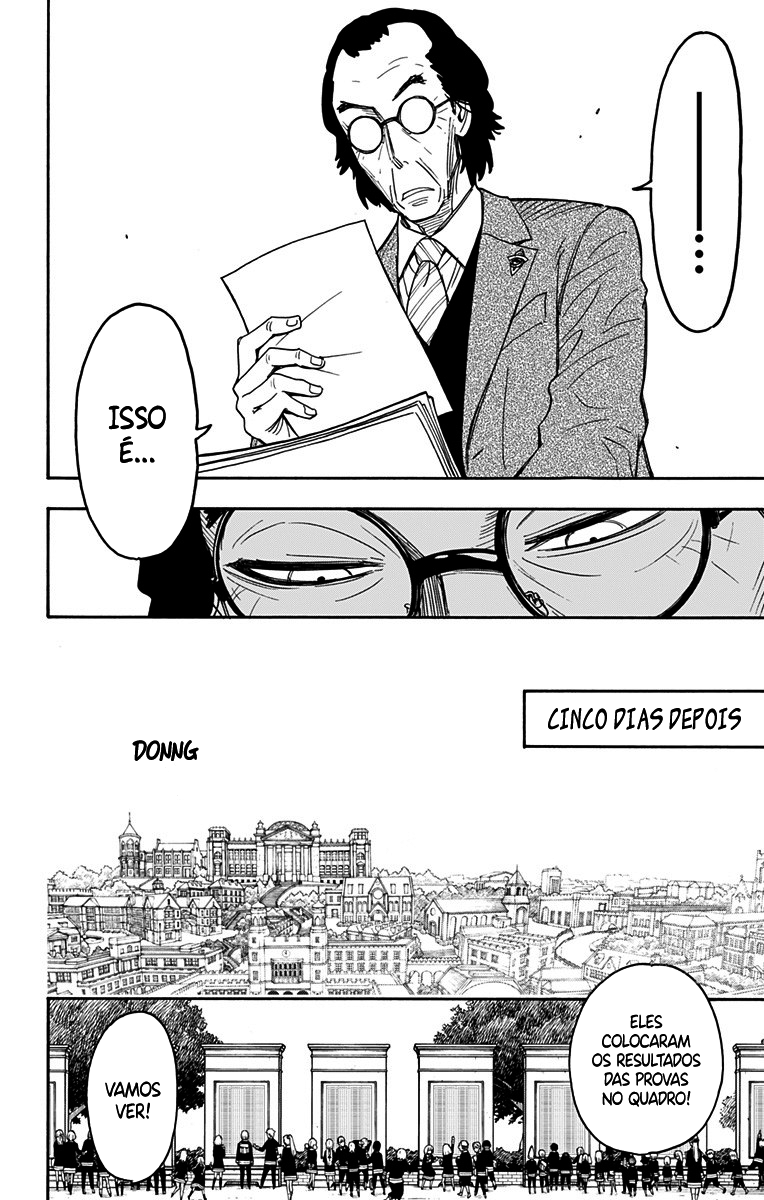 —...
ISSO
É...
CINCO DIAS DEPOIS
DONNG
ELES
COLOCARAM
OS RESULTADOS
DAS PROVAS
NO QUADRO!
VAMOS
VER!